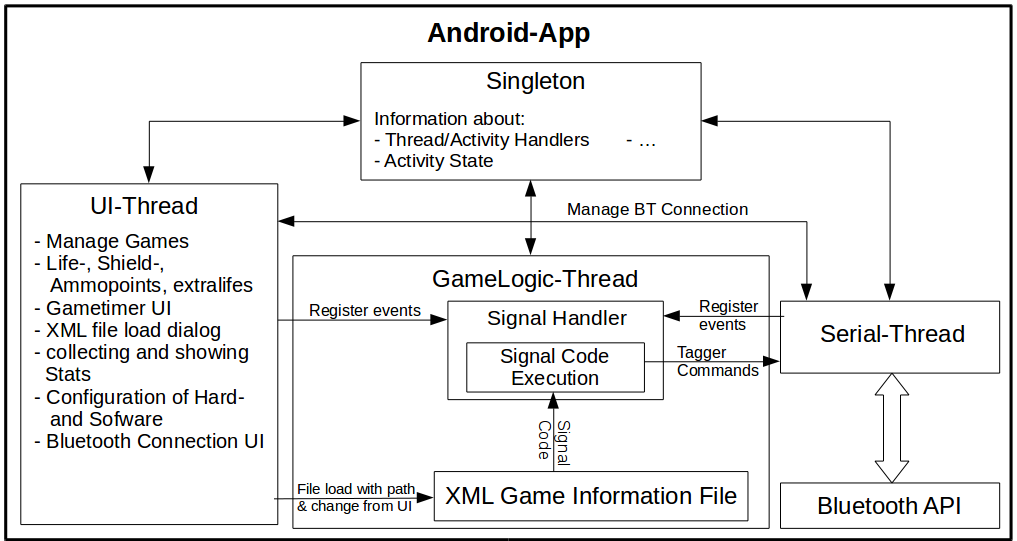 Android-App
Singleton
Information about:
- Thread/Activity Handlers - ...
- Activity State
UI-Thread
- Manage Games
- Life-, Shield-,
Ammopoints, extralifes
- Gametimer UI
- XML file load dialog
- collecting and showing
Stats
- Configuration of Hard-
and Sofware
- Bluetooth Connection UI
Manage BT Connection
GameLogic-Thread
Register events
Signal Handler
Signal Code
Execution
Register
events
Tagger
Commands
Serial-Thread
Signal
Code
File load with path
& change from UI
XML Game Information File
Bluetooth API